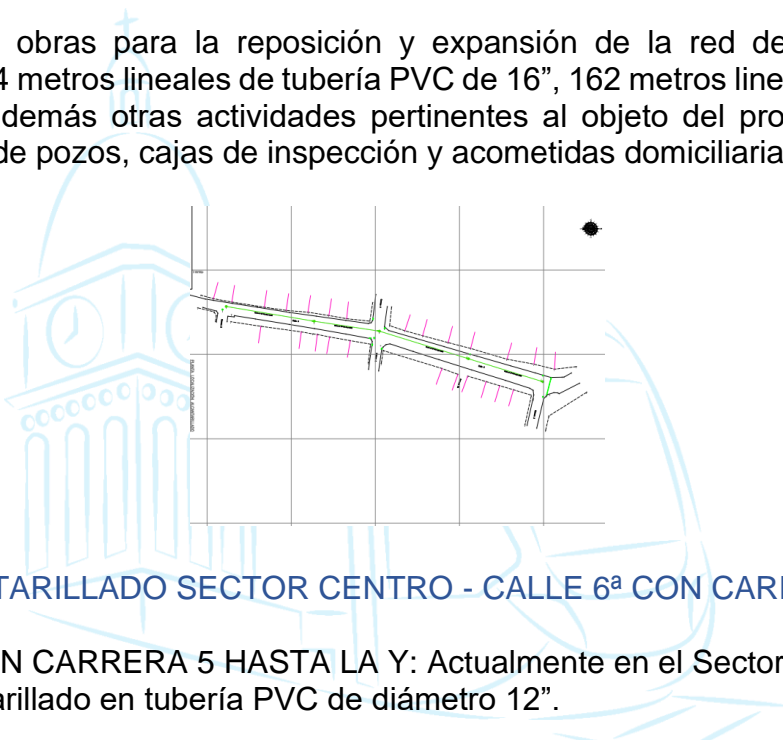 obras para la reposición y expansión de la red de
4 metros lineales de tubería PVC de 16”, 162 metros line
demás otras actividades pertinentes al objeto del pro
de pozos, cajas de inspección y acometidas domiciliaria
TARILLADO SECTOR CENTRO - CALLE 6ª CON CAR
N CARRERA 5 HASTA LA Y: Actualmente en el Sector
arillado en tubería PVC de diámetro 12”.